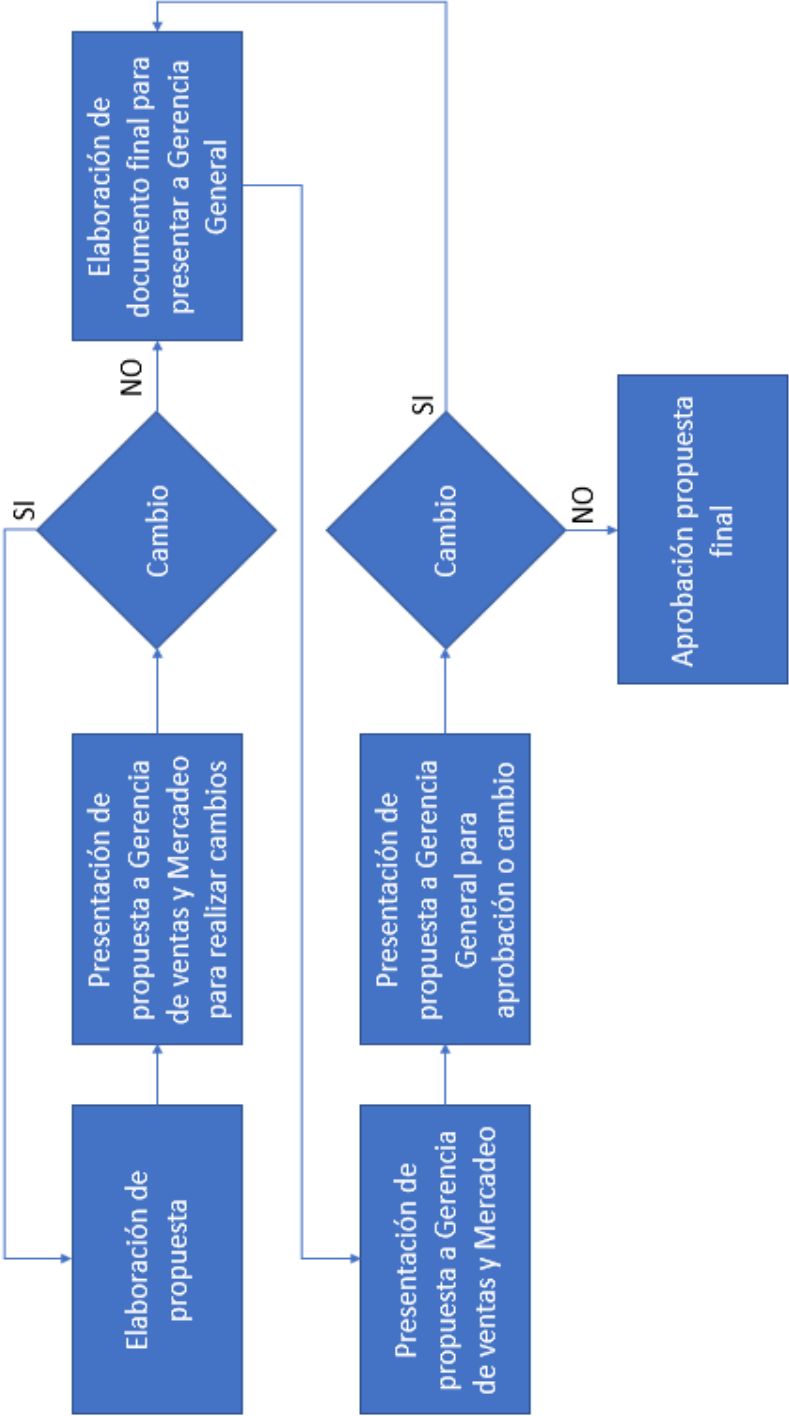 Elaboración de
propuesta
Presentación de
propuesta a Gerencia
de ventas y Mercadeo
para realizar cambios
SI
Cambio
NO
Elaboración de
documento final para
presentar a Gerencia
General
Presentación de
propuesta a Gerencia
de ventas y Mercadeo
Presentación de
propuesta a Gerencia
General para
aprobación o cambio
Cambio
SI
NO
Aprobación propuesta
final